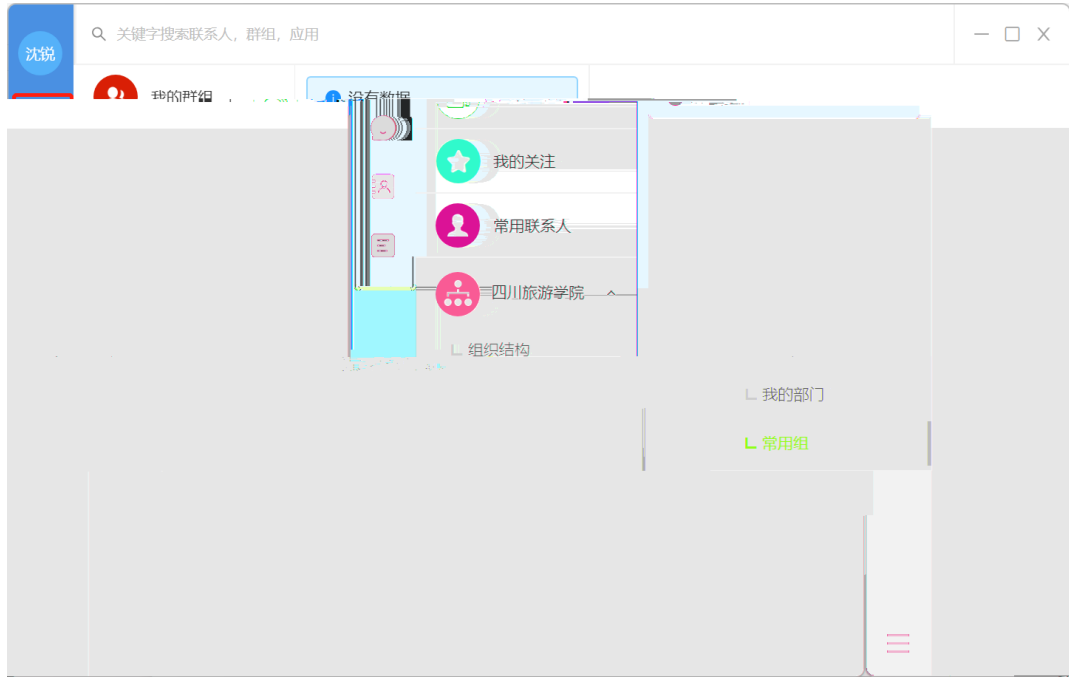 关键字搜索联系人, 群组, 应用
沈锐
我的群组
没有数据
我的关注
常用联系人
四川旅游学院
组织结构
我的部门
常用组